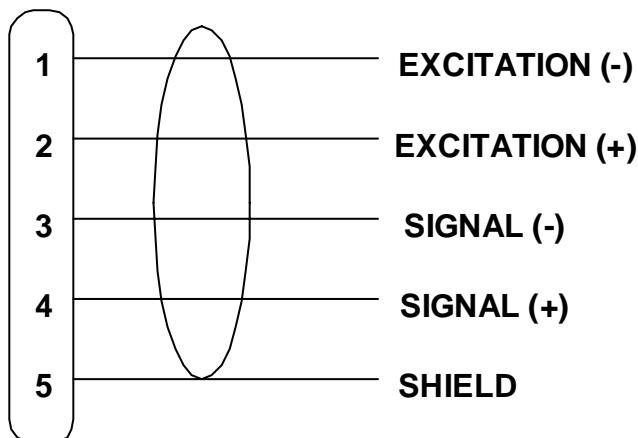 1 EXCITATION (-)
2 EXCITATION (+)
3 SIGNAL (-)
4 SIGNAL (+)
5 SHIELD